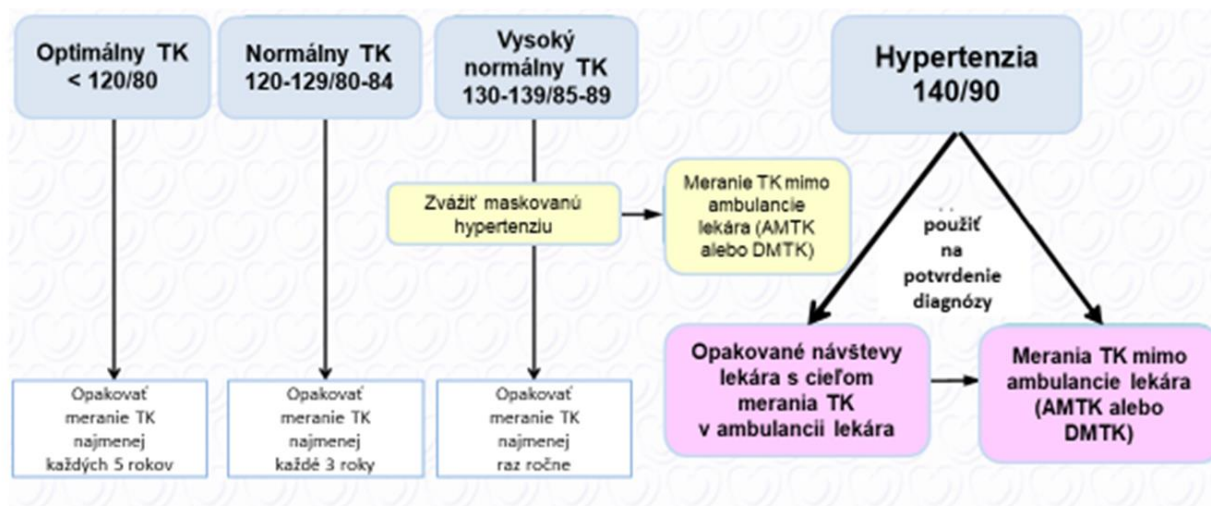 Optimálny TK
< 120/80
Normálny TK
120-129/80-84
Vysoký
normálny TK
130-139/85-89
Hypertenzia
140/90
Zvážiť maskovanú
hypertenziu
Meranie TK mimo
ambulancie
lekára (AMTK
alebo DMTK)
použiť
na
potvrdenie
diagnózy
Opakovať
meranie TK
najmenej
každých 5 rokov
Opakovať
meranie TK
najmenej
každé 3 roky
Opakovať
meranie TK
najmenej
raz ročne
Opakované návštevy
lekára s cieľom
merania TK
v ambulancii lekára
Merania TK mimo
ambulancie lekára
(AMTK alebo
DMTK)